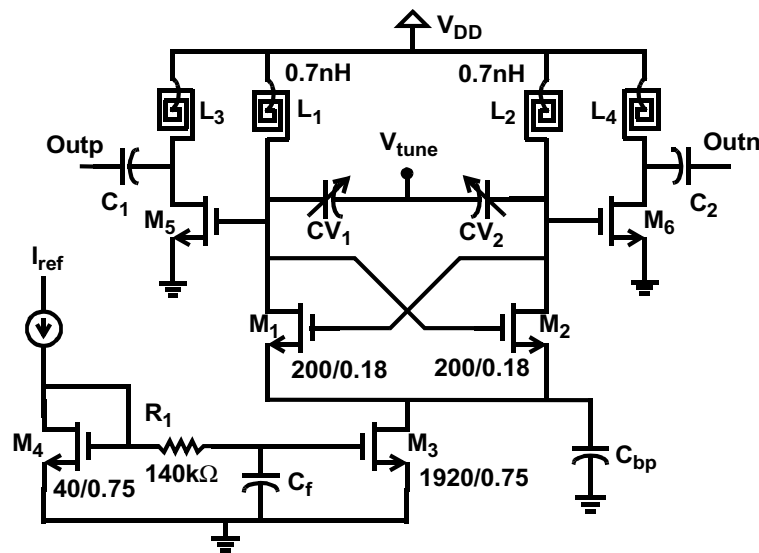 V_DD
0.7nH 0.7nH
L_3 L_1 L_2 L_4
Outp V_tune Outn
C_1 C_2
M_5 CV_1 CV_2 M_6
I_ref
M_1 M_2
200/0.18 200/0.18
R_1
M_4 M_3
140kΩ C_f C_bp
40/0.75 1920/0.75